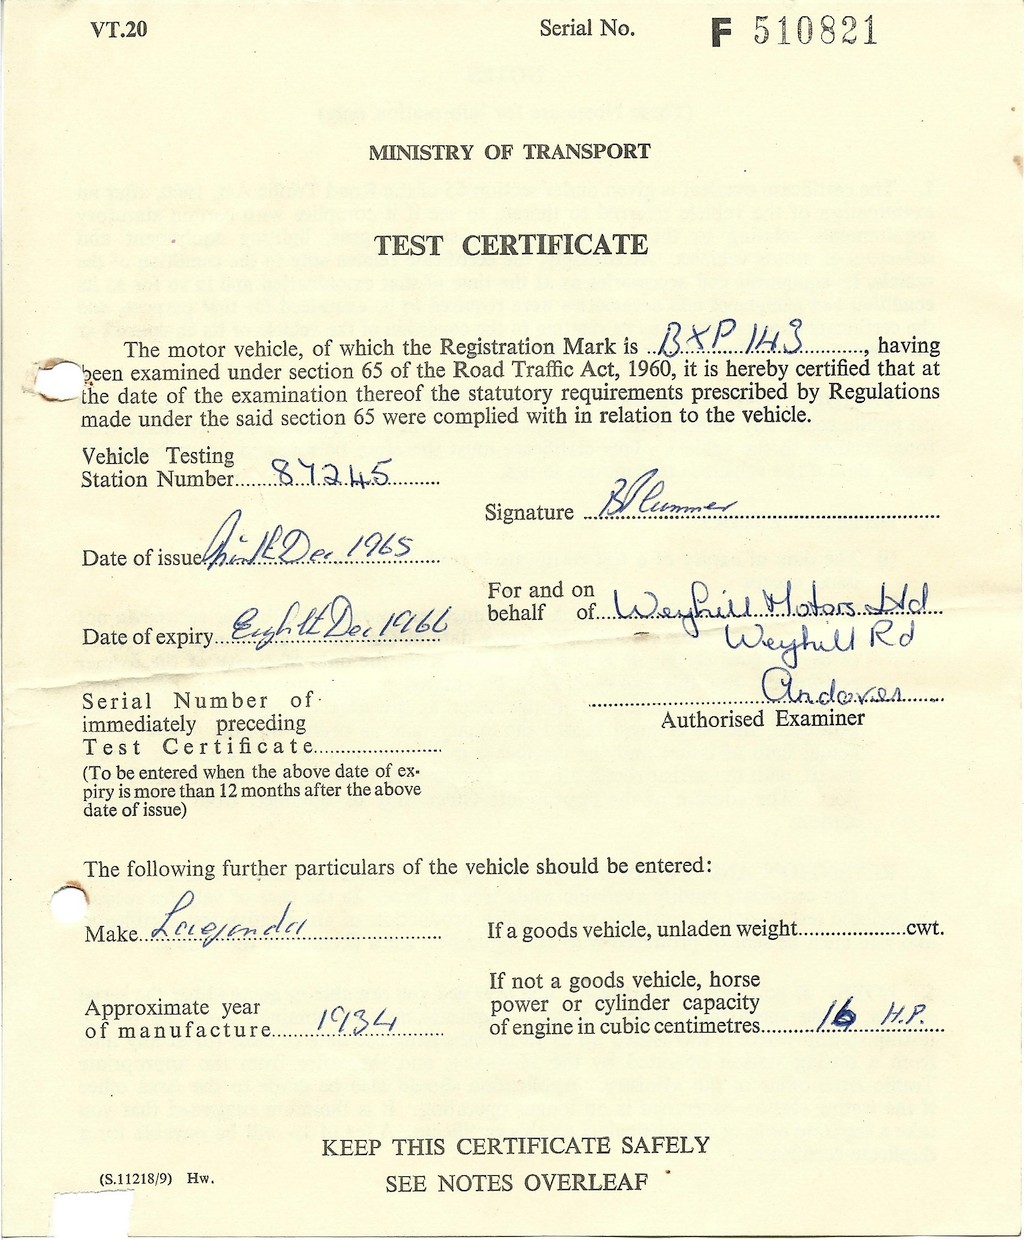 VT.20 Serial No. F 510821
MINISTRY OF TRANSPORT
TEST CERTIFICATE
The motor vehicle, of which the Registration Mark is BXP 143, having
been examined under section 65 of the Road Traffic Act, 1960, it is hereby certified that at
the date of the examination thereof the statutory requirements prescribed by Regulations
made under the said section 65 were complied with in relation to the vehicle.
Vehicle Testing
Station Number 87245
Signature B Plummer
Date of issue Ninth Dec 1965
Date of expiry Eighth Dec 1966
For and on
behalf of Weyhill Motors Ltd
Weyhill Rd
Andover
Authorised Examiner
Serial Number of
immediately preceding
Test Certificate
(To be entered when the above date of ex-
piry is more than 12 months after the above
date of issue)
The following further particulars of the vehicle should be entered:
Make Lagonda
If a goods vehicle, unladen weight cwt.
Approximate year
of manufacture 1934
If not a goods vehicle, horse
power or cylinder capacity
of engine in cubic centimetres 16 H.P.
KEEP THIS CERTIFICATE SAFELY
(S.11218/9) Hw.
SEE NOTES OVERLEAF